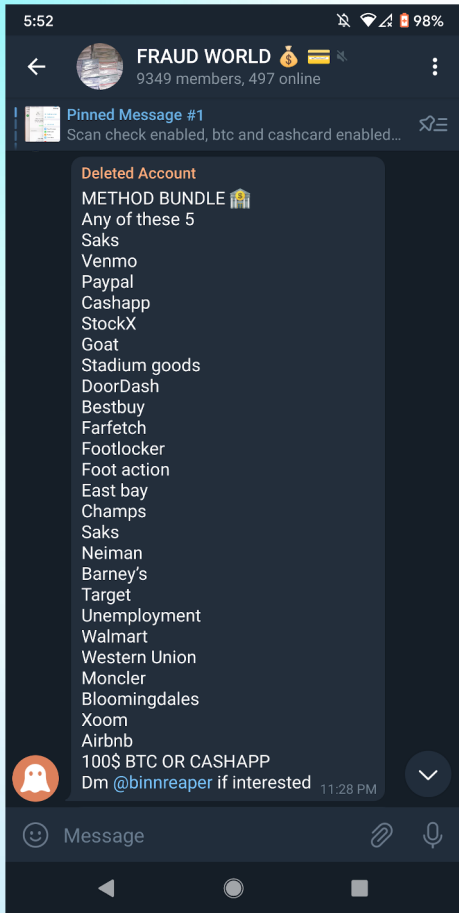 5:52
98%
FRAUD WORLD 💰 💳
9349 members, 497 online
Pinned Message #1
Scan check enabled, btc and cashcard enabled...
Deleted Account
METHOD BUNDLE 🏦
Any of these 5
Saks
Venmo
Paypal
Cashapp
StockX
Goat
Stadium goods
DoorDash
Bestbuy
Farfetch
Footlocker
Foot action
East bay
Champs
Saks
Neiman
Barney's
Target
Unemployment
Walmart
Western Union
Moncler
Bloomingdales
Xoom
Airbnb
100$ BTC OR CASHAPP
Dm @binnreaper if interested
11:28 PM
Message